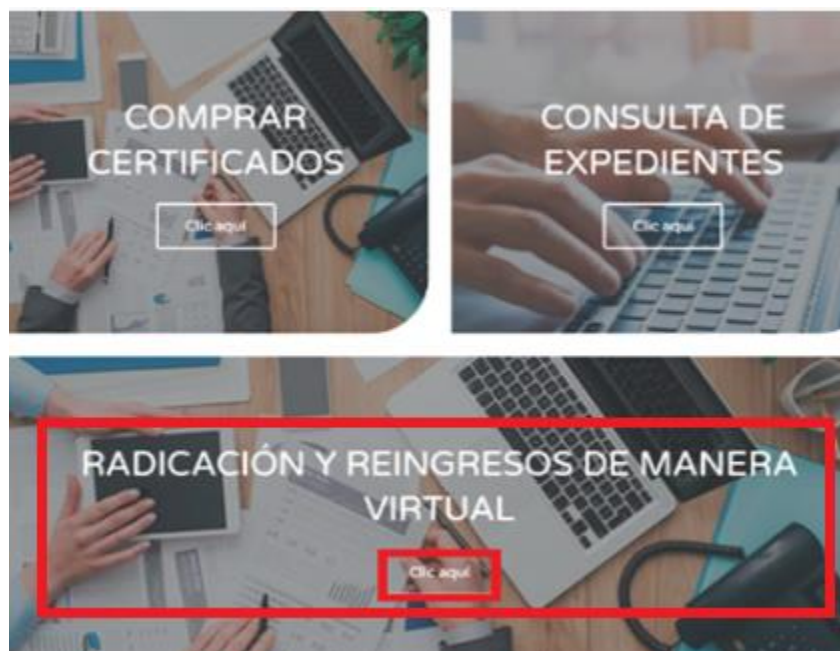 COMPRAR
CERTIFICADOS
Clic aquí
CONSULTA DE
EXPEDIENTES
Clic aquí
RADICACIÓN Y REINGRESOS DE MANERA
VIRTUAL
Clic aquí